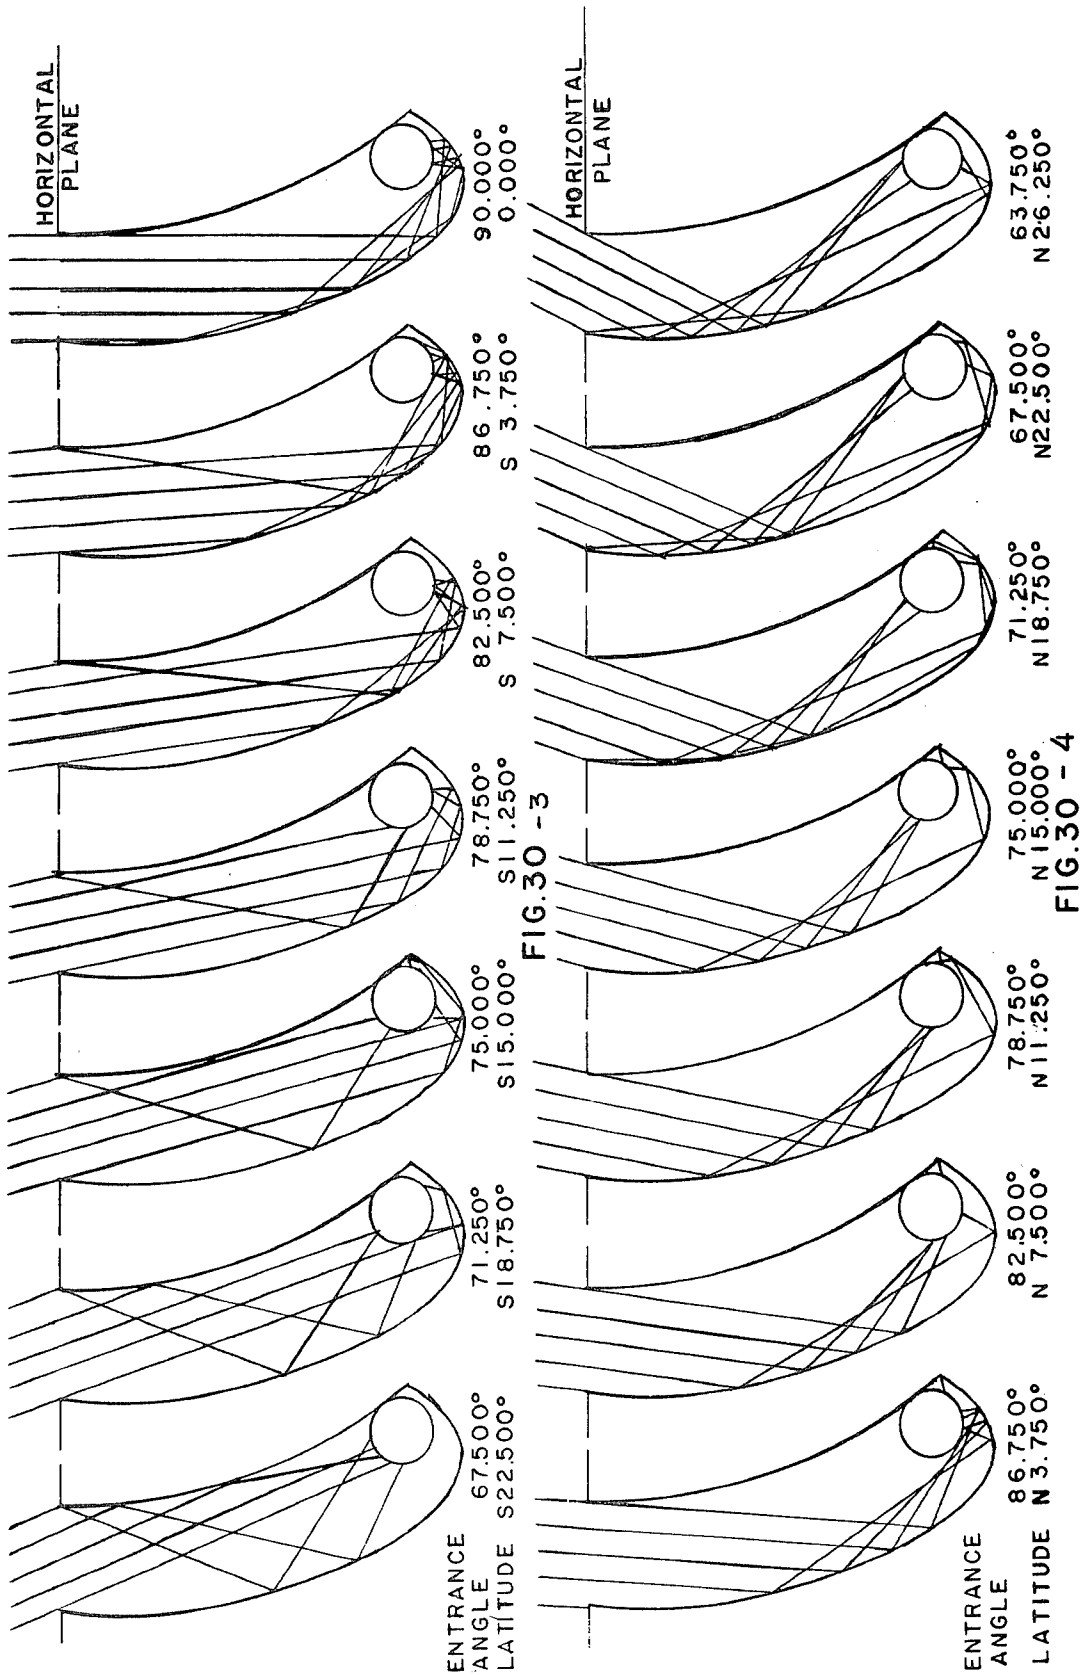 HORIZONTAL
PLANE
ENTRANCE
ANGLE 67.500° 71.250° 75.000° 78.750° 82.500° 86.750° 90.000°
LATITUDE S22.500° S18.750° S15.000° S11.250° S 7.500° S 3.750° 0.000°
FIG.30 -3
HORIZONTAL
PLANE
ENTRANCE
ANGLE 86.750° 82.500° 78.750° 75.000° 71.250° 67.500° 63.750°
LATITUDE N 3.750° N 7.500° N11.250° N15.000° N18.750° N22.500° N26.250°
FIG.30 -4